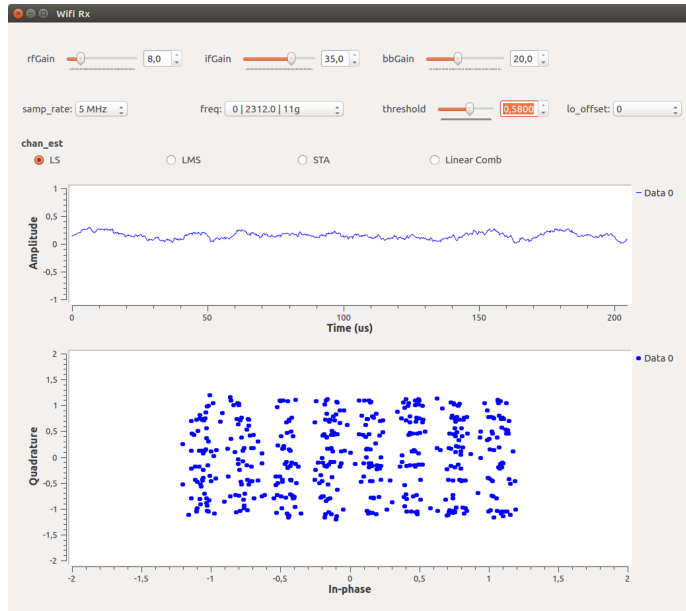 Wifi Rx
rfGain 8,0 ifGain 35,0 bbGain 20,0
samp_rate: 5 MHz freq: 0 | 2312.0 | 11g threshold 0.5800 lo_offset: 0
chan_est
LS LMS STA Linear Comb
Data 0
1
0,5
0
-0,5
-1
Amplitude
0 50 100 150 200
Time (us)
Data 0
2
1,5
1
0,5
0
-0,5
-1
-1,5
-2
Quadrature
-2 -1,5 -1 -0,5 0 0,5 1 1,5 2
In-phase